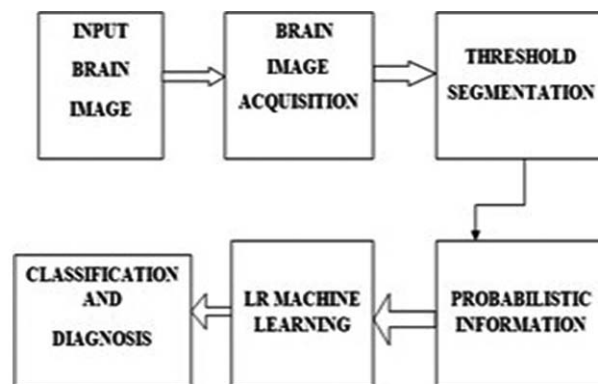 INPUT
BRAIN
IMAGE
BRAIN
IMAGE
ACQUISITION
THRESHOLD
SEGMENTATION
PROBABILISTIC
INFORMATION
LR MACHINE
LEARNING
CLASSIFICATION
AND
DIAGNOSIS